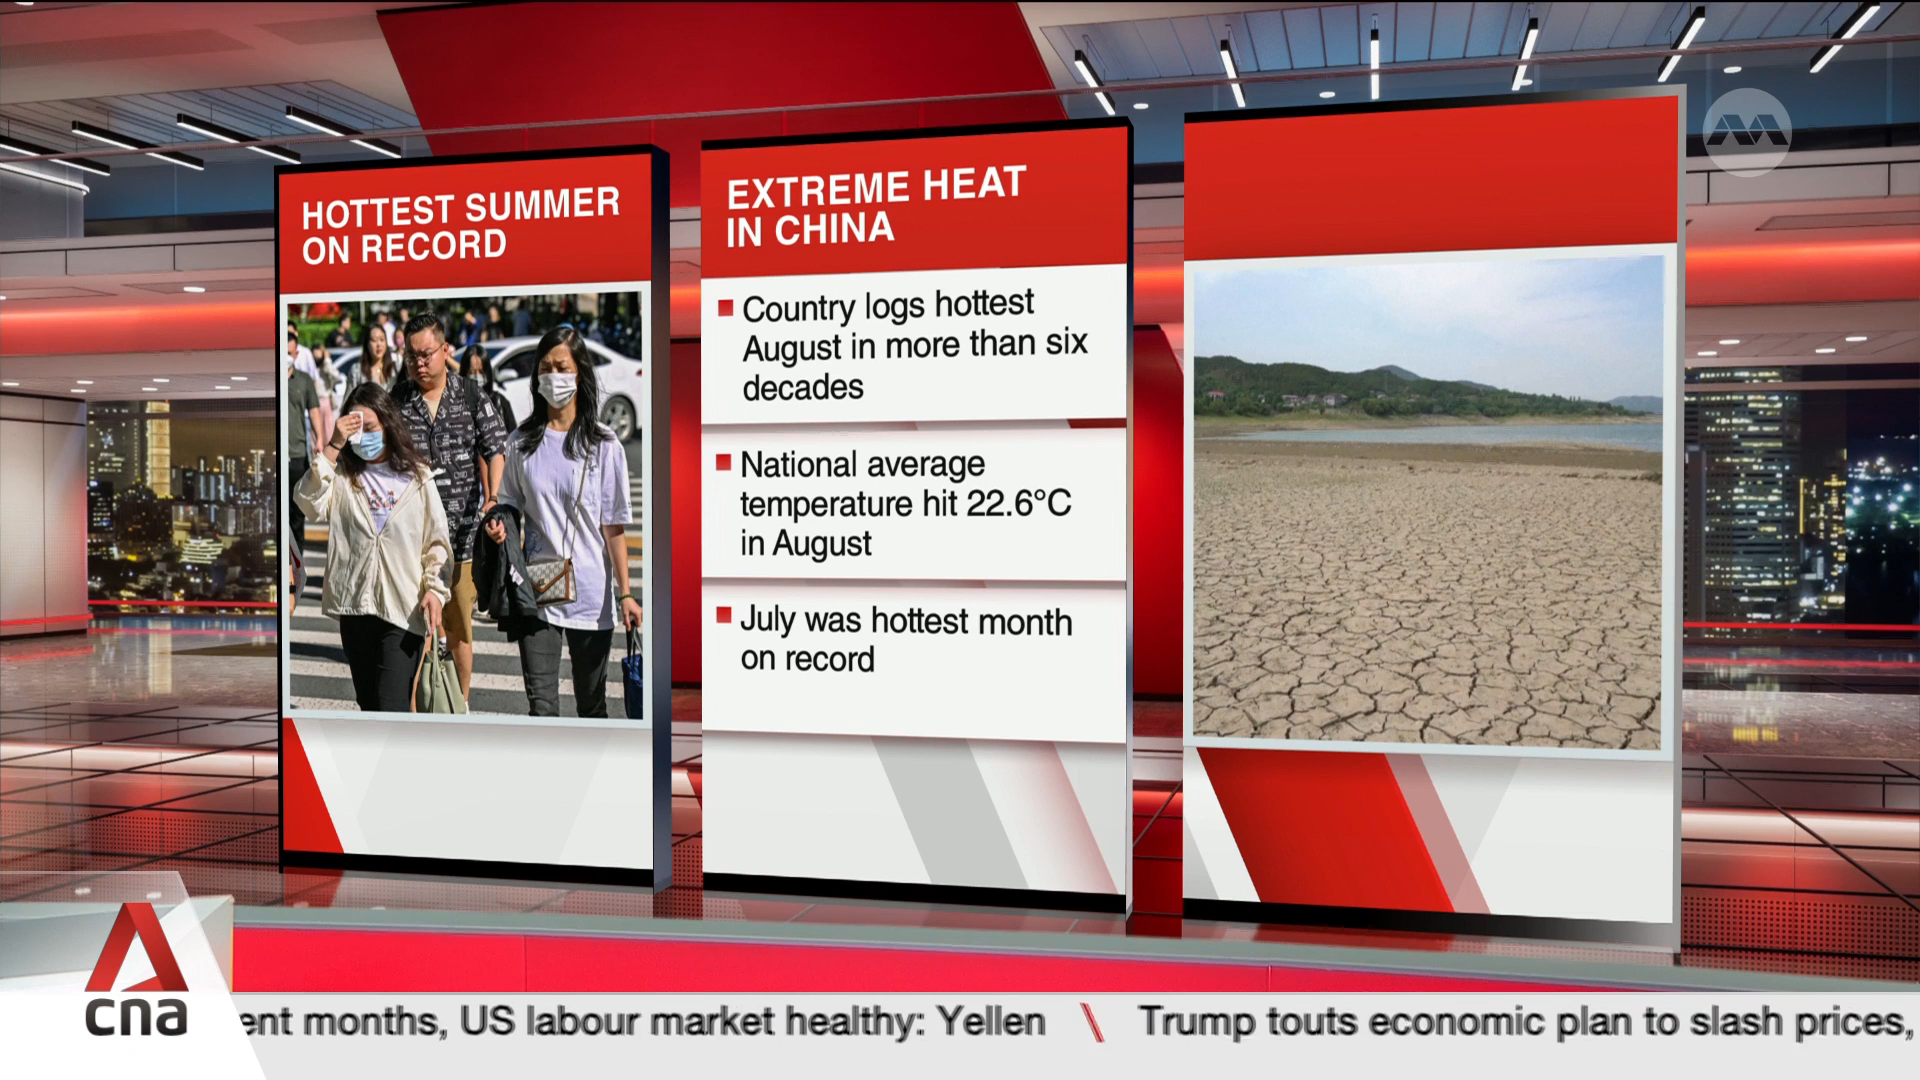 HOTTEST SUMMER
ON RECORD
EXTREME HEAT
IN CHINA
Country logs hottest
August in more than six
decades
National average
temperature hit 22.6°C
in August
July was hottest month
on record
cna
ent months, US labour market healthy: Yellen
Trump touts economic plan to slash prices,